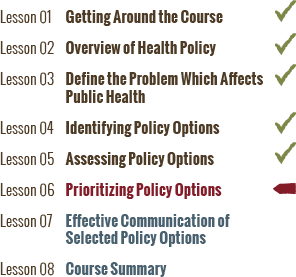 Lesson 01 Getting Around the Course
Lesson 02 Overview of Health Policy
Lesson 03 Define the Problem Which Affects
Public Health
Lesson 04 Identifying Policy Options
Lesson 05 Assessing Policy Options
Lesson 06 Prioritizing Policy Options
Lesson 07 Effective Communication of
Selected Policy Options
Lesson 08 Course Summary